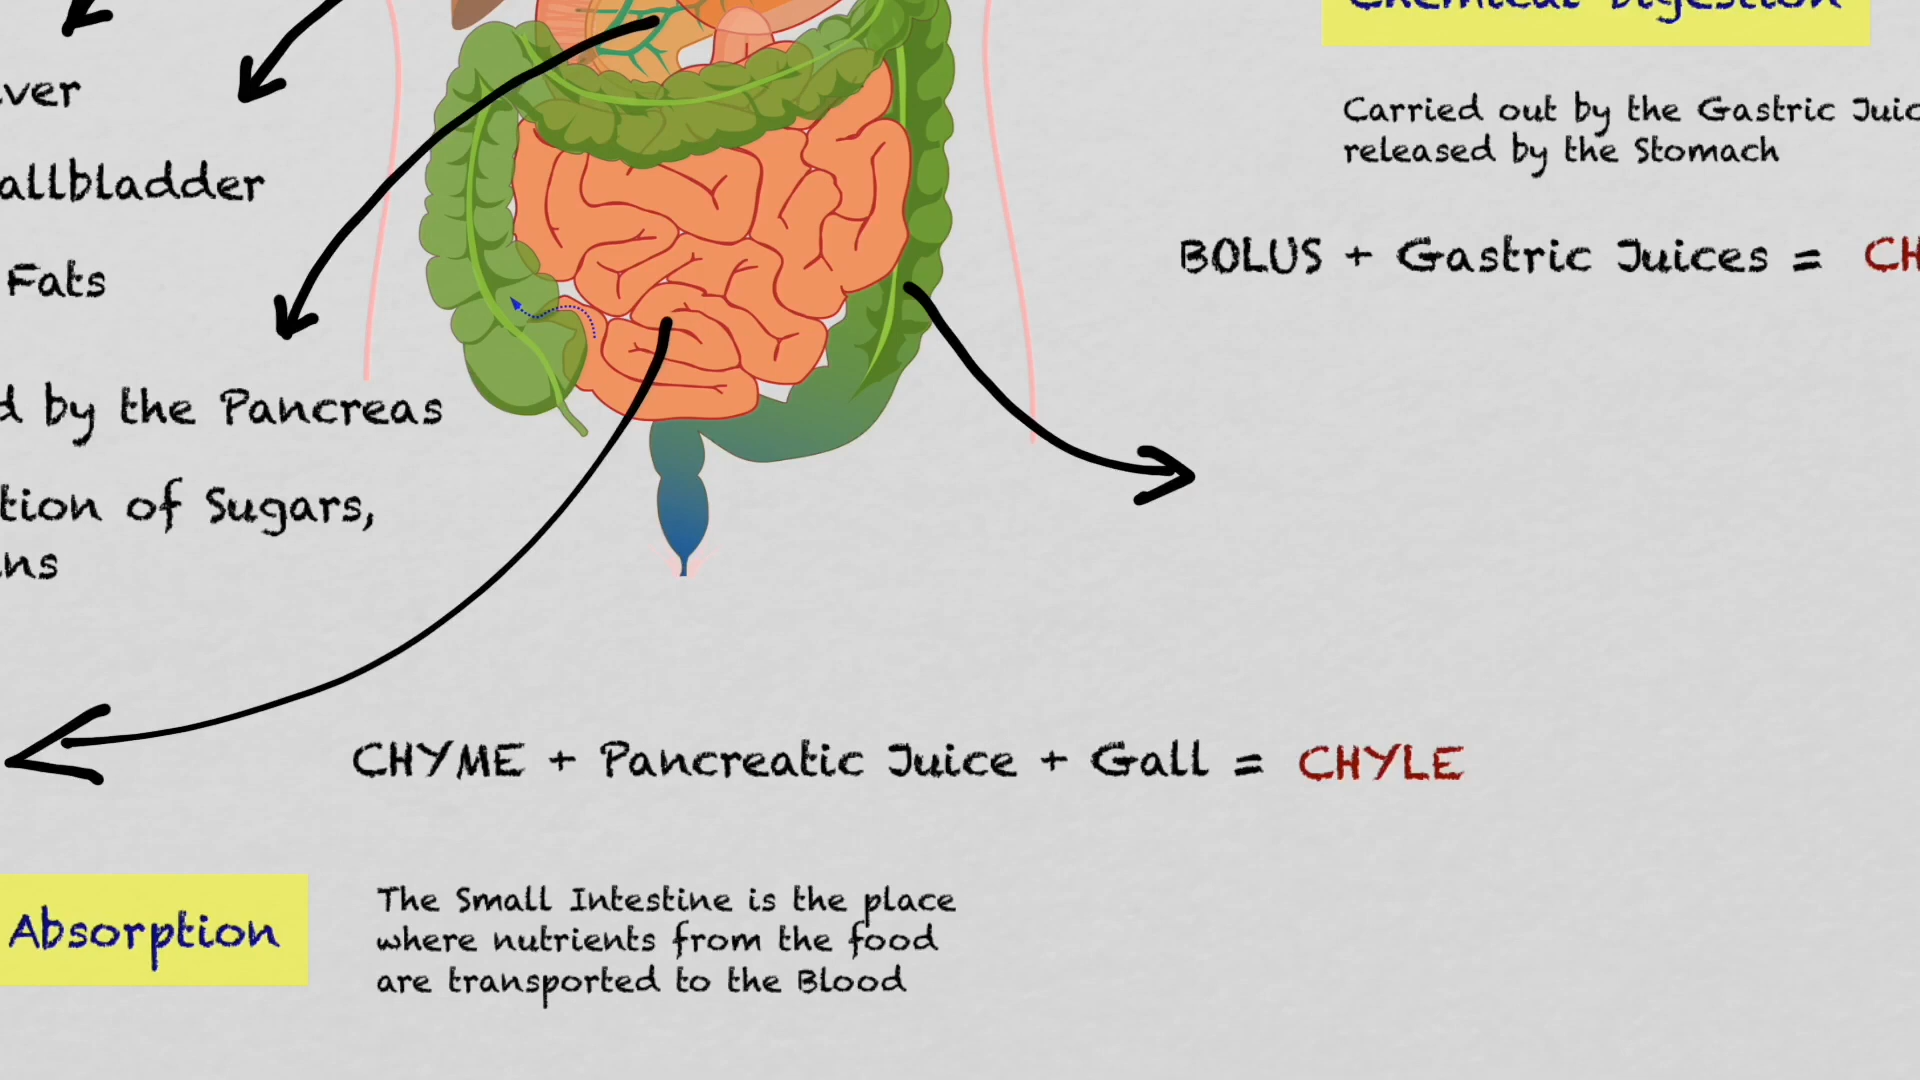 Chemical Digestion
Carried out by the Gastric Juic
released by the Stomach
BOLUS + Gastric Juices = CH
ver
allbladder
Fats
d by the Pancreas
tion of Sugars,
ns
CHYME + Pancreatic Juice + Gall = CHYLE
Absorption
The Small Intestine is the place
where nutrients from the food
are transported to the Blood